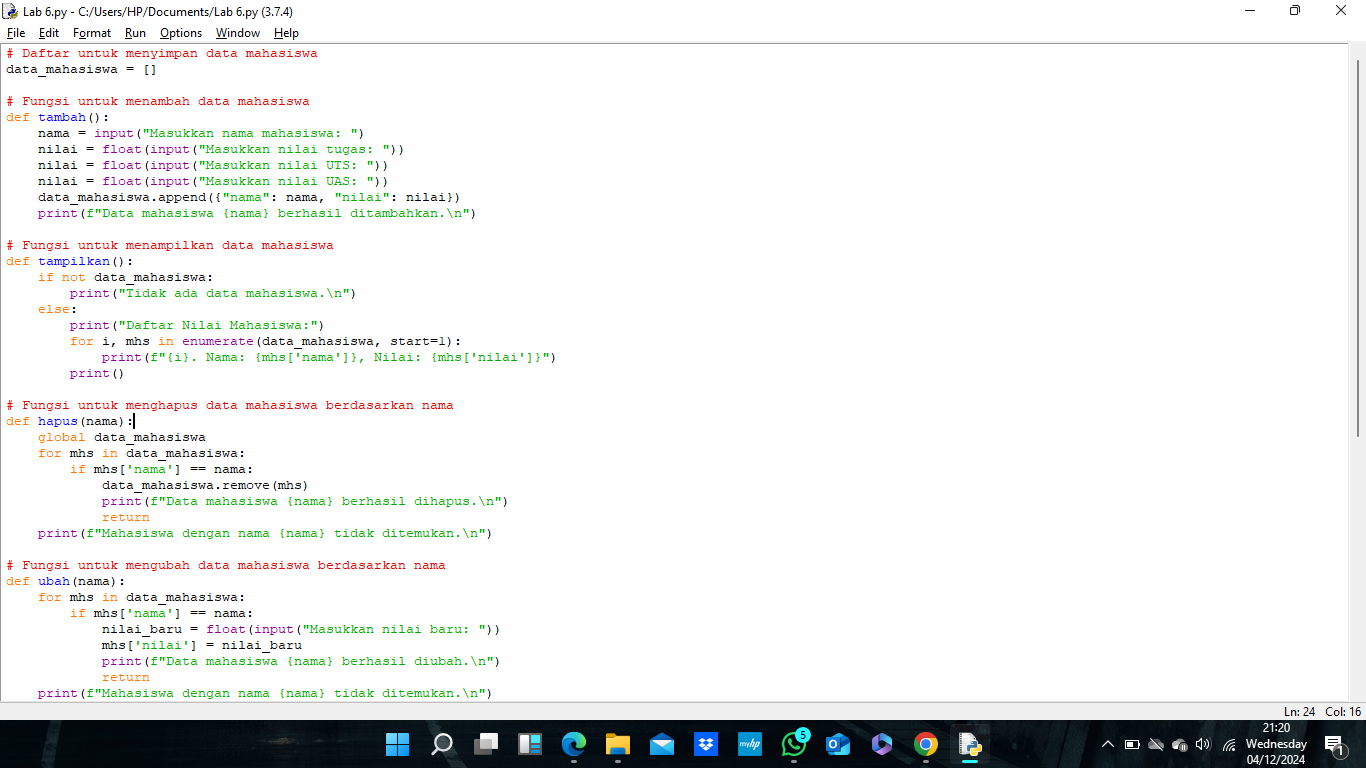 Lab 6.py - C:/Users/HP/Documents/Lab 6.py (3.7.4)
File Edit Format Run Options Window Help
# Daftar untuk menyimpan data mahasiswa
data_mahasiswa = []

# Fungsi untuk menambah data mahasiswa
def tambah():
    nama = input("Masukkan nama mahasiswa: ")
    nilai = float(input("Masukkan nilai tugas: "))
    nilai = float(input("Masukkan nilai UTS: "))
    nilai = float(input("Masukkan nilai UAS: "))
    data_mahasiswa.append({"nama": nama, "nilai": nilai})
    print(f"Data mahasiswa {nama} berhasil ditambahkan.\n")

# Fungsi untuk menampilkan data mahasiswa
def tampilkan():
    if not data_mahasiswa:
        print("Tidak ada data mahasiswa.\n")
    else:
        print("Daftar Nilai Mahasiswa:")
        for i, mhs in enumerate(data_mahasiswa, start=1):
            print(f"{i}. Nama: {mhs['nama']}, Nilai: {mhs['nilai']}")
        print()

# Fungsi untuk menghapus data mahasiswa berdasarkan nama
def hapus(nama):
    global data_mahasiswa
    for mhs in data_mahasiswa:
        if mhs['nama'] == nama:
            data_mahasiswa.remove(mhs)
            print(f"Data mahasiswa {nama} berhasil dihapus.\n")
            return
    print(f"Mahasiswa dengan nama {nama} tidak ditemukan.\n")

# Fungsi untuk mengubah data mahasiswa berdasarkan nama
def ubah(nama):
    for mhs in data_mahasiswa:
        if mhs['nama'] == nama:
            nilai_baru = float(input("Masukkan nilai baru: "))
            mhs['nilai'] = nilai_baru
            print(f"Data mahasiswa {nama} berhasil diubah.\n")
            return
    print(f"Mahasiswa dengan nama {nama} tidak ditemukan.\n")
Ln: 24 Col: 16
myhp
5
21:20
Wednesday
04/12/2024
1